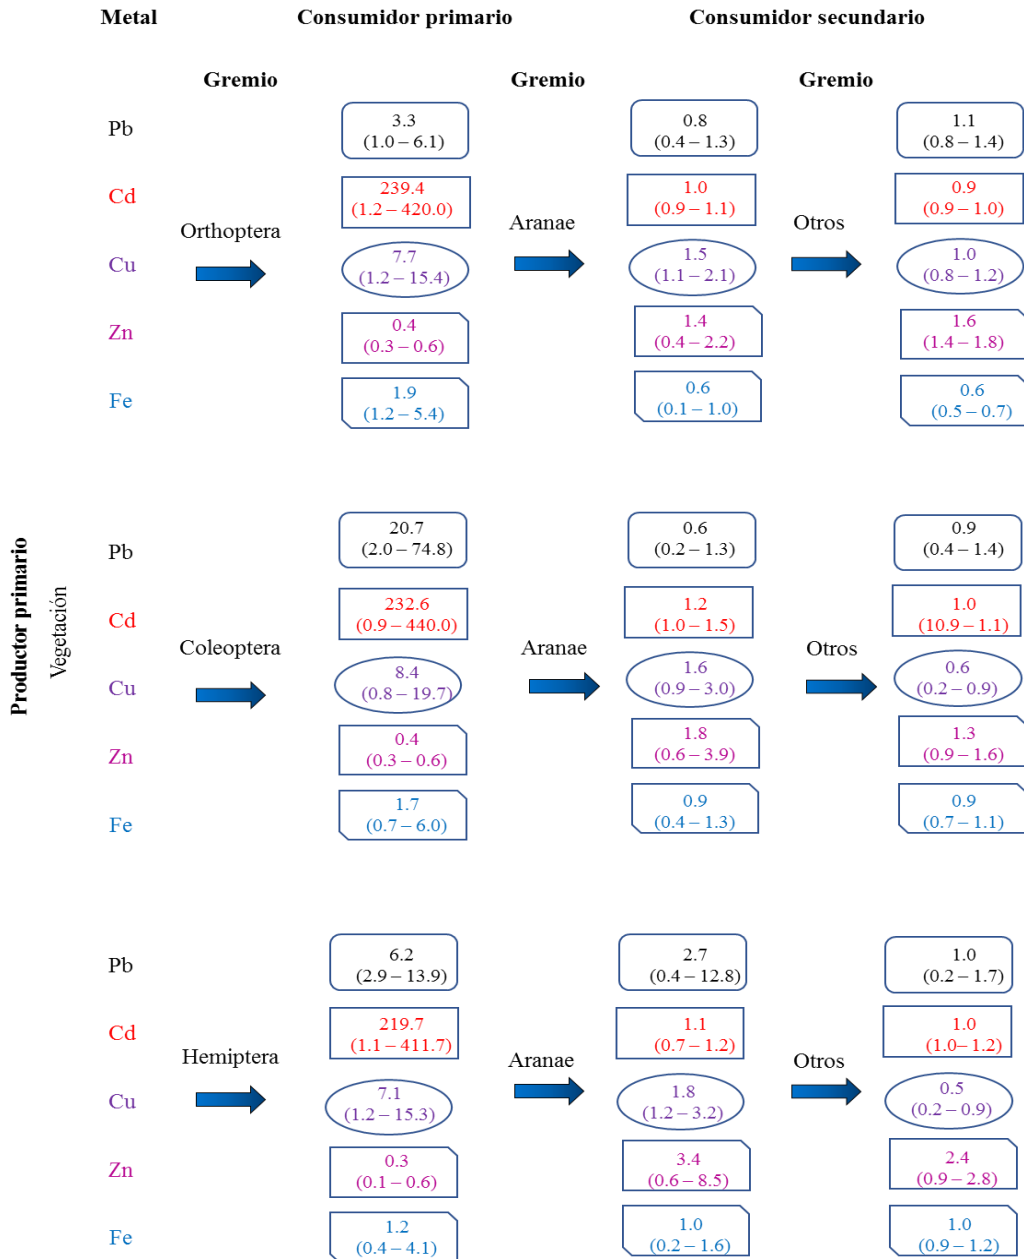 Metal Consumidor primario Consumidor secundario
Gremio Gremio Gremio
Pb 3.3 0.8 1.1
(1.0 – 6.1) (0.4 – 1.3) (0.8 – 1.4)
Cd 239.4 1.0 0.9
(1.2 – 420.0) (0.9 – 1.1) (0.9 – 1.0)
Orthoptera Aranae Otros
Cu 7.7 1.5 1.0
(1.2 – 15.4) (1.1 – 2.1) (0.8 – 1.2)
Zn 0.4 1.4 1.6
(0.3 – 0.6) (0.4 – 2.2) (1.4 – 1.8)
Fe 1.9 0.6 0.6
(1.2 – 5.4) (0.1 – 1.0) (0.5 – 0.7)
Productor primario
Vegetación
Pb 20.7 0.6 0.9
(2.0 – 74.8) (0.2 – 1.3) (0.4 – 1.4)
Cd 232.6 1.2 1.0
(0.9 – 440.0) (1.0 – 1.5) (10.9 – 1.1)
Coleoptera Aranae Otros
Cu 8.4 1.6 0.6
(0.8 – 19.7) (0.9 – 3.0) (0.2 – 0.9)
Zn 0.4 1.8 1.3
(0.3 – 0.6) (0.6 – 3.9) (0.9 – 1.6)
Fe 1.7 0.9 0.9
(0.7 – 6.0) (0.4 – 1.3) (0.7 – 1.1)
Pb 6.2 2.7 1.0
(2.9 – 13.9) (0.4 – 12.8) (0.2 – 1.7)
Cd 219.7 1.1 1.0
(1.1 – 411.7) (0.7 – 1.2) (1.0– 1.2)
Hemiptera Aranae Otros
Cu 7.1 1.8 0.5
(1.2 – 15.3) (1.2 – 3.2) (0.2 – 0.9)
Zn 0.3 3.4 2.4
(0.1 – 0.6) (0.6 – 8.5) (0.9 – 2.8)
Fe 1.2 1.0 1.0
(0.4 – 4.1) (0.2 – 1.6) (0.9 – 1.2)